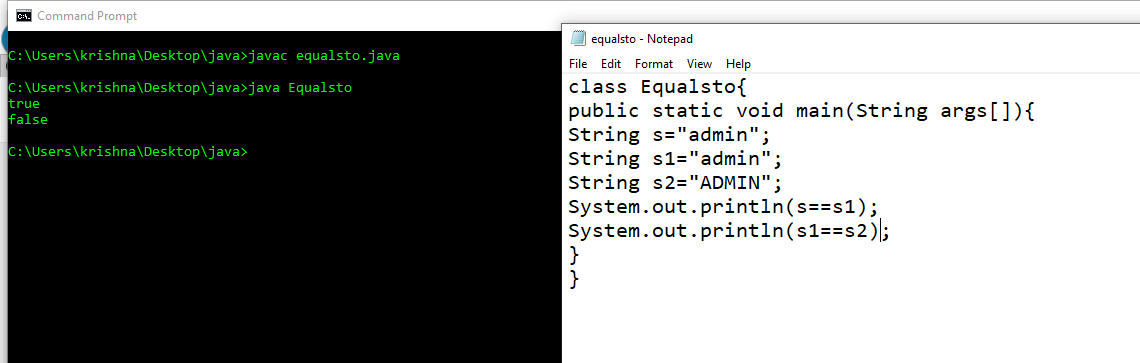 Command Prompt
C:\Users\krishna\Desktop\java>javac equalsto.java
C:\Users\krishna\Desktop\java>java Equalsto
true
false
C:\Users\krishna\Desktop\java>
equalsto - Notepad
File Edit Format View Help
class Equalsto{
public static void main(String args[]){
String s="admin";
String s1="admin";
String s2="ADMIN";
System.out.println(s==s1);
System.out.println(s1==s2);
}
}